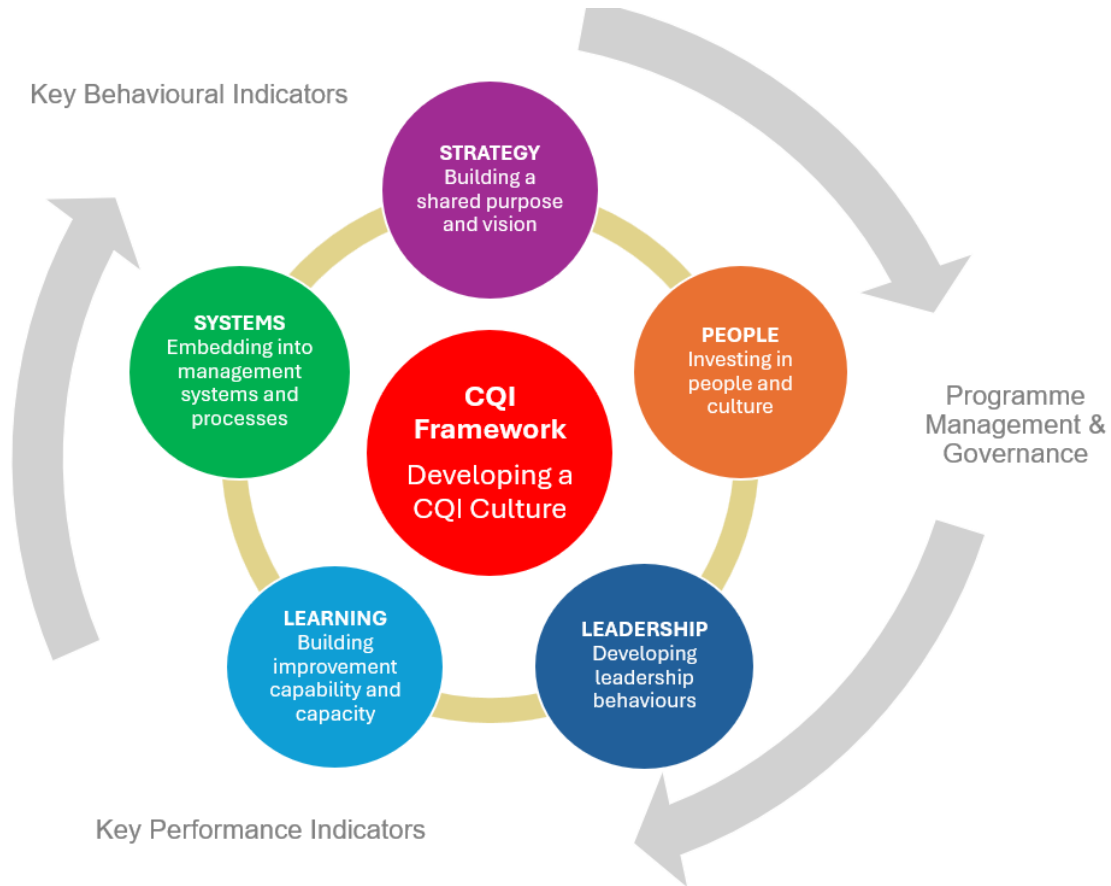 Key Behavioural Indicators
STRATEGY
Building a
shared purpose
and vision
SYSTEMS
Embedding into
management
systems and
processes
PEOPLE
Investing in
people and
culture
CQI
Framework
Developing a
CQI Culture
Programme
Management &
Governance
LEARNING
Building
improvement
capability and
capacity
LEADERSHIP
Developing
leadership
behaviours
Key Performance Indicators